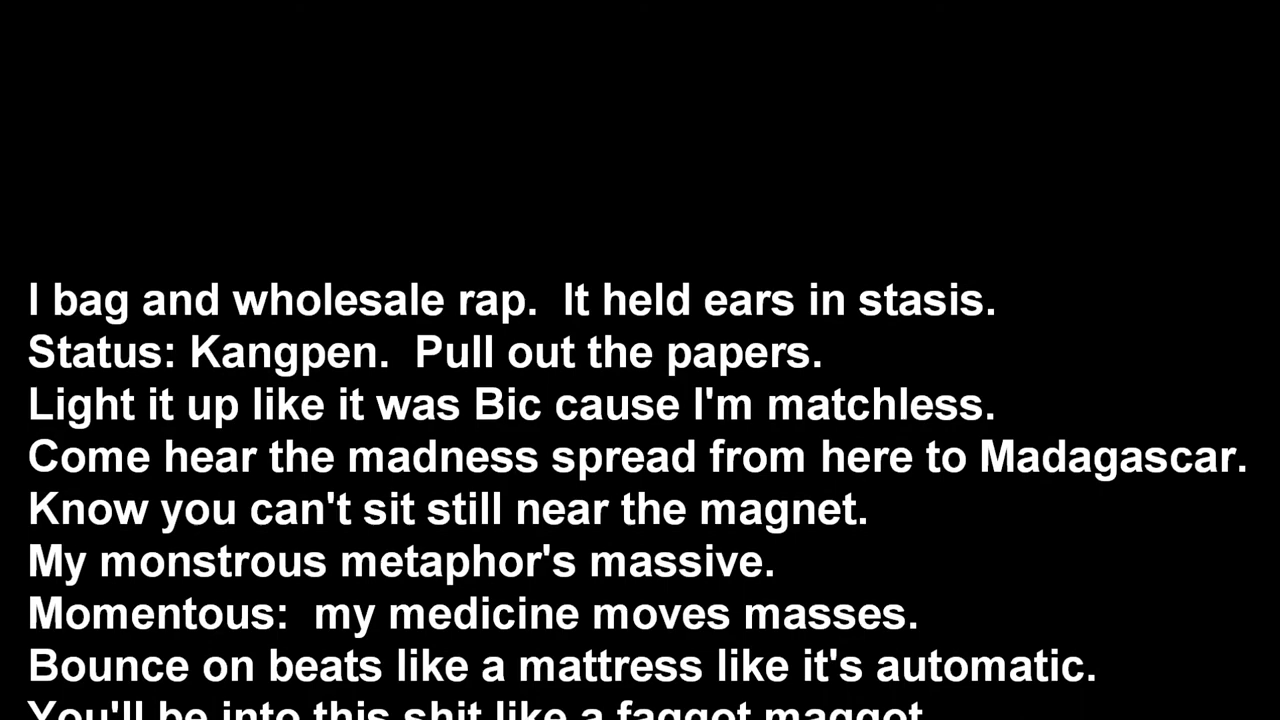 I bag and wholesale rap.  It held ears in stasis.
Status: Kangpen.  Pull out the papers.
Light it up like it was Bic cause I'm matchless.
Come hear the madness spread from here to Madagascar.
Know you can't sit still near the magnet.
My monstrous metaphor's massive.
Momentous:  my medicine moves masses.
Bounce on beats like a mattress like it's automatic.
You'll be into this shit like a faggot maggot